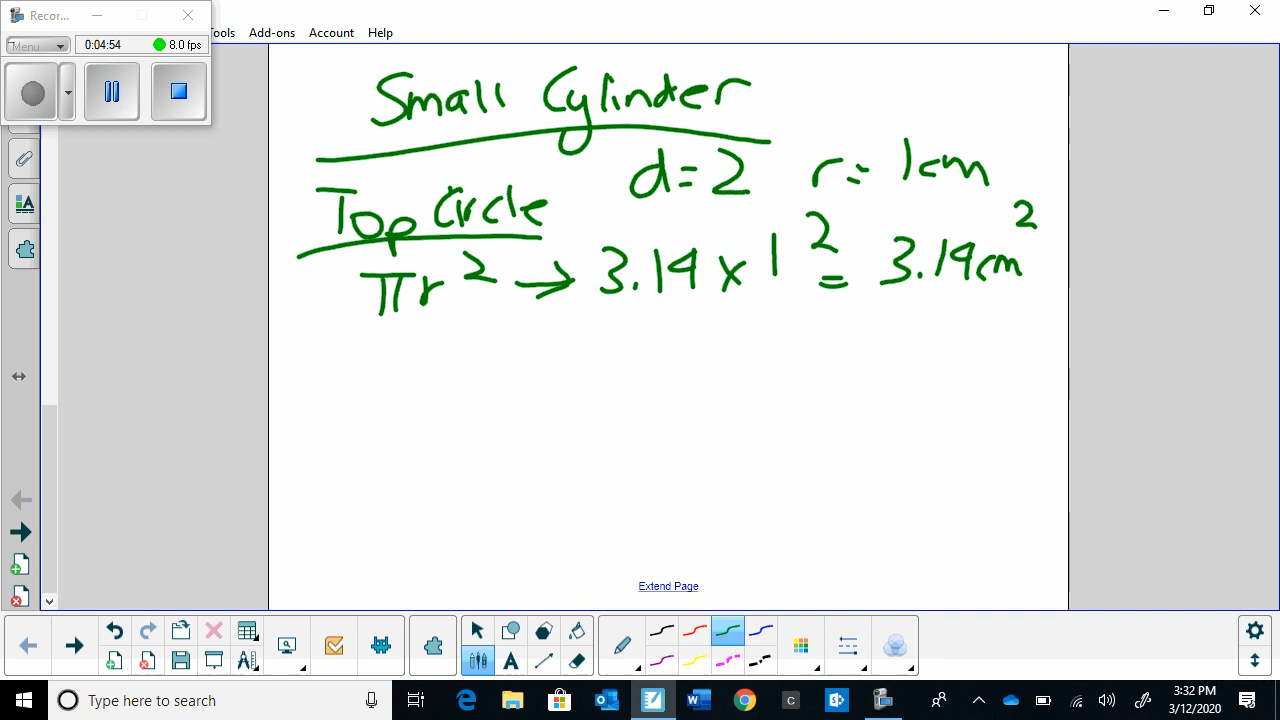 Recor...
Tools Add-ons Account Help
Menu 0:04:54 8.0 fps
Small Cylinder
d=2 r= 1cm
Top Circle
πr² → 3.14 x 1² = 3.14cm²
Extend Page
Type here to search
3:32 PM
3/12/2020